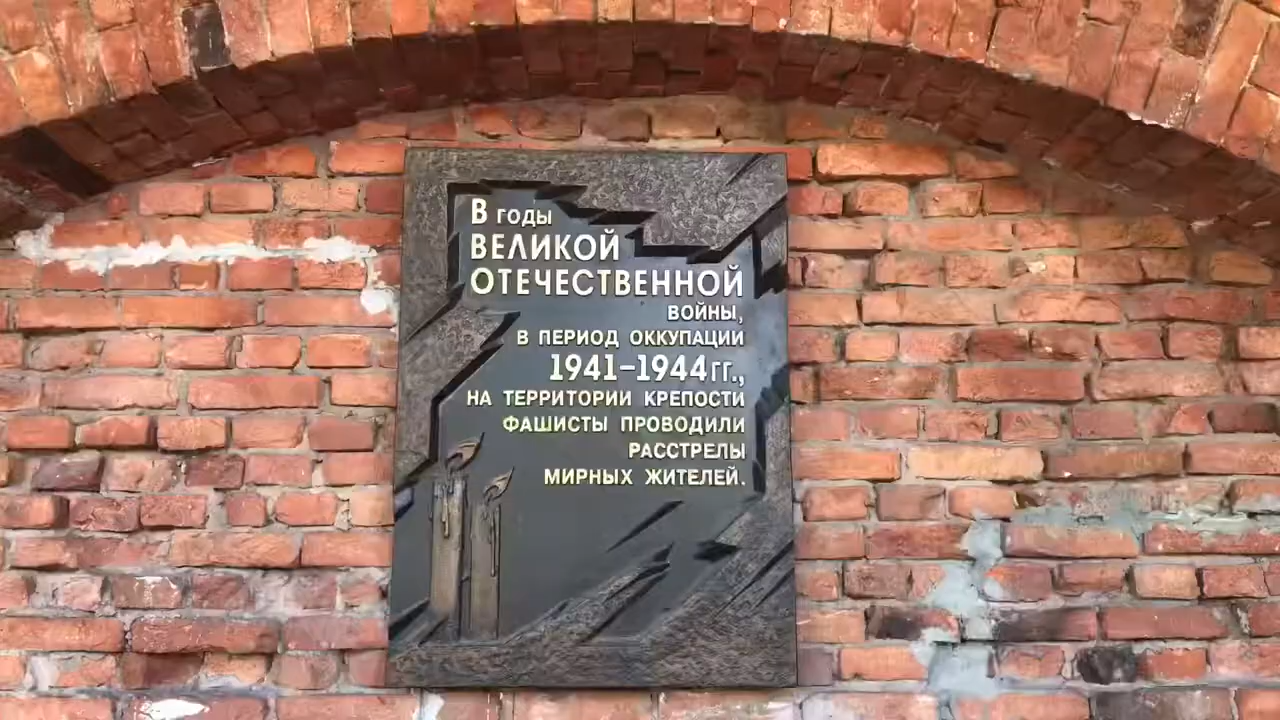 В ГОДЫ
ВЕЛИКОЙ
ОТЕЧЕСТВЕННОЙ
ВОЙНЫ,
В ПЕРИОД ОККУПАЦИИ
1941-1944гг.,
НА ТЕРРИТОРИИ КРЕПОСТИ
ФАШИСТЫ ПРОВОДИЛИ
РАССТРЕЛЫ
МИРНЫХ ЖИТЕЛЕЙ.